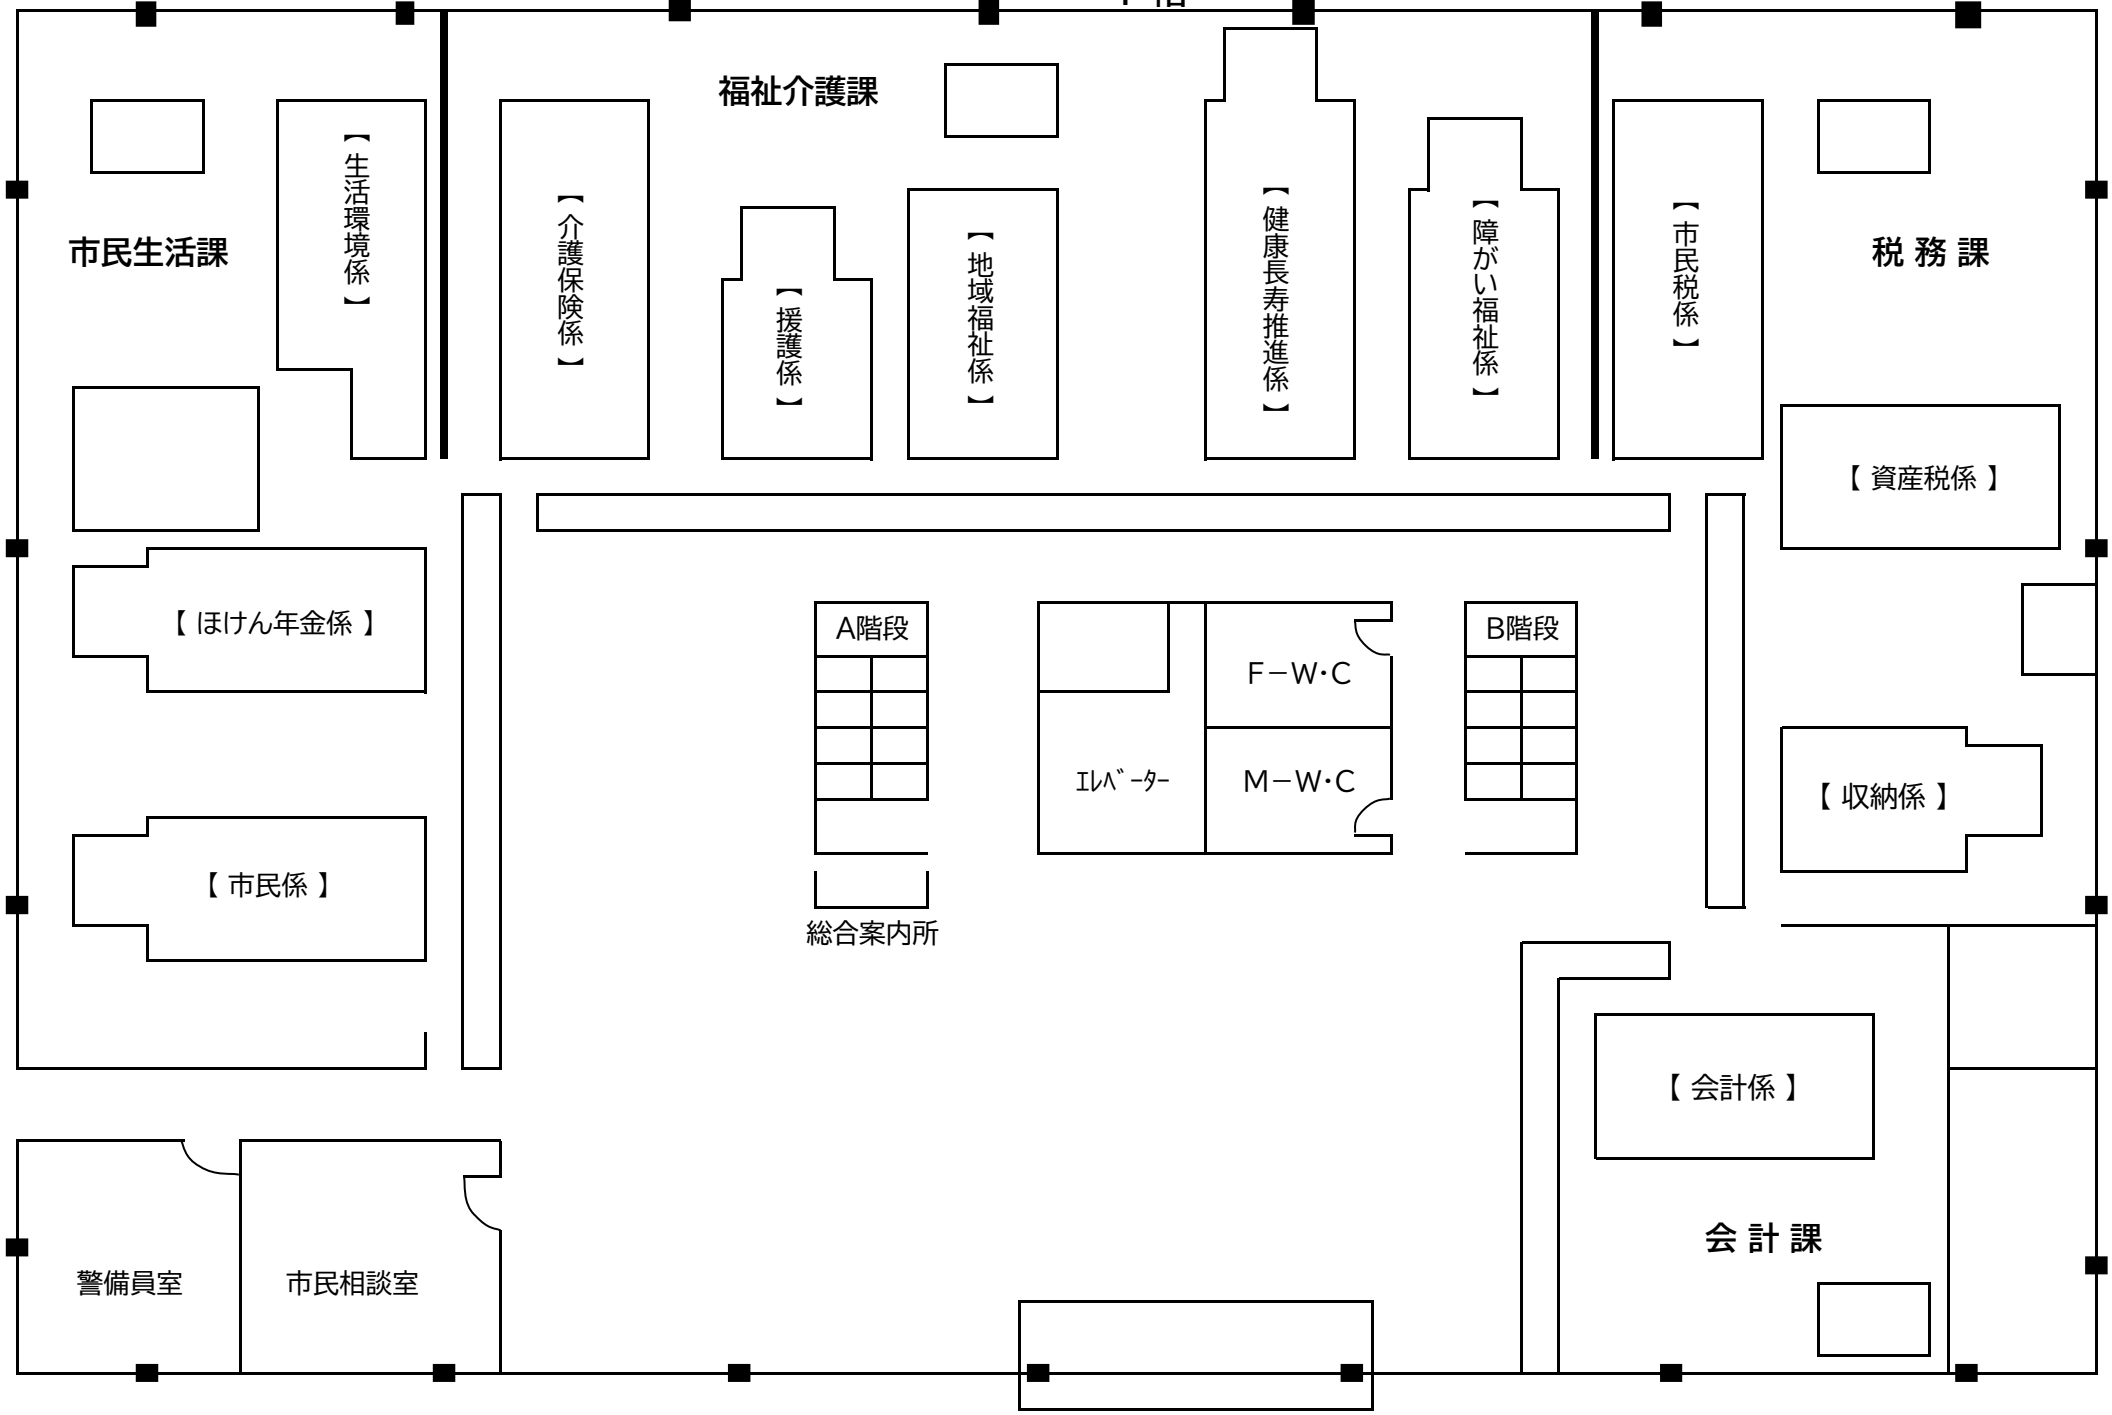 福祉介護課
【 生活環境係 】
市民生活課
【 介護保険係 】
【 援護係 】
【 地域福祉係 】
【 健康長寿推進係 】
【 障がい福祉係 】
【 市民税係 】
税 務 課
【 資産税係 】
【 ほけん年金係 】
A階段
F－W・C
B階段
ｴﾚﾍﾞｰﾀｰ
M－W・C
【 収納係 】
【 市民係 】
総合案内所
【 会計係 】
会 計 課
警備員室
市民相談室